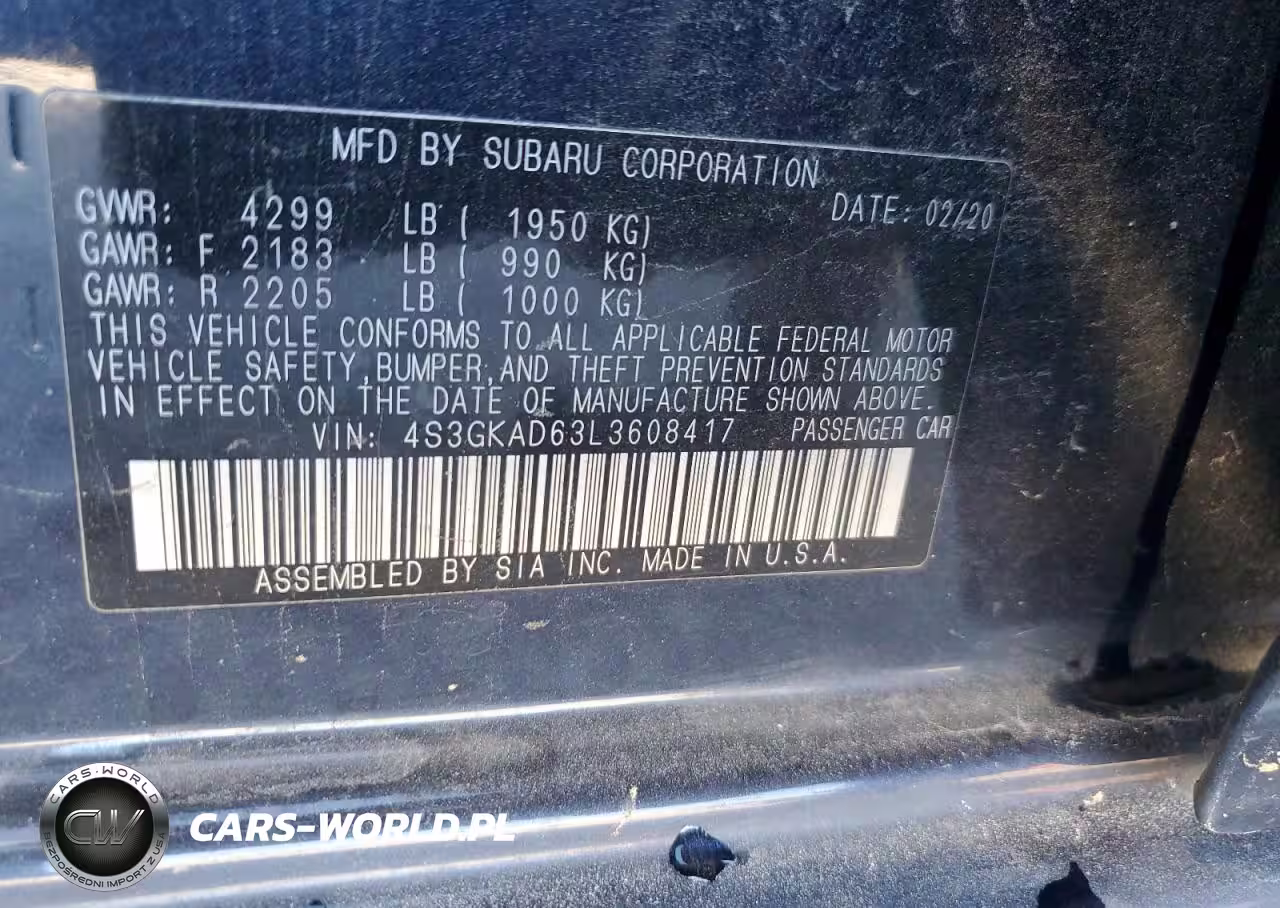 MFD BY SUBARU CORPORATION
GVWR: 4299 LB ( 1950 KG) DATE: 02/20
GAWR: F 2183 LB ( 990 KG)
GAWR: R 2205 LB ( 1000 KG)
THIS VEHICLE CONFORMS TO ALL APPLICABLE FEDERAL MOTOR
VEHICLE SAFETY, BUMPER, AND THEFT PREVENTION STANDARDS
IN EFFECT ON THE DATE OF MANUFACTURE SHOWN ABOVE.
VIN: 4S3GKAD63L3608417 PASSENGER CAR
ASSEMBLED BY SIA INC. MADE IN U.S.A.
CARS-WORLD
CW
BEZPOŚREDNI IMPORT Z USA
CARS-WORLD.PL